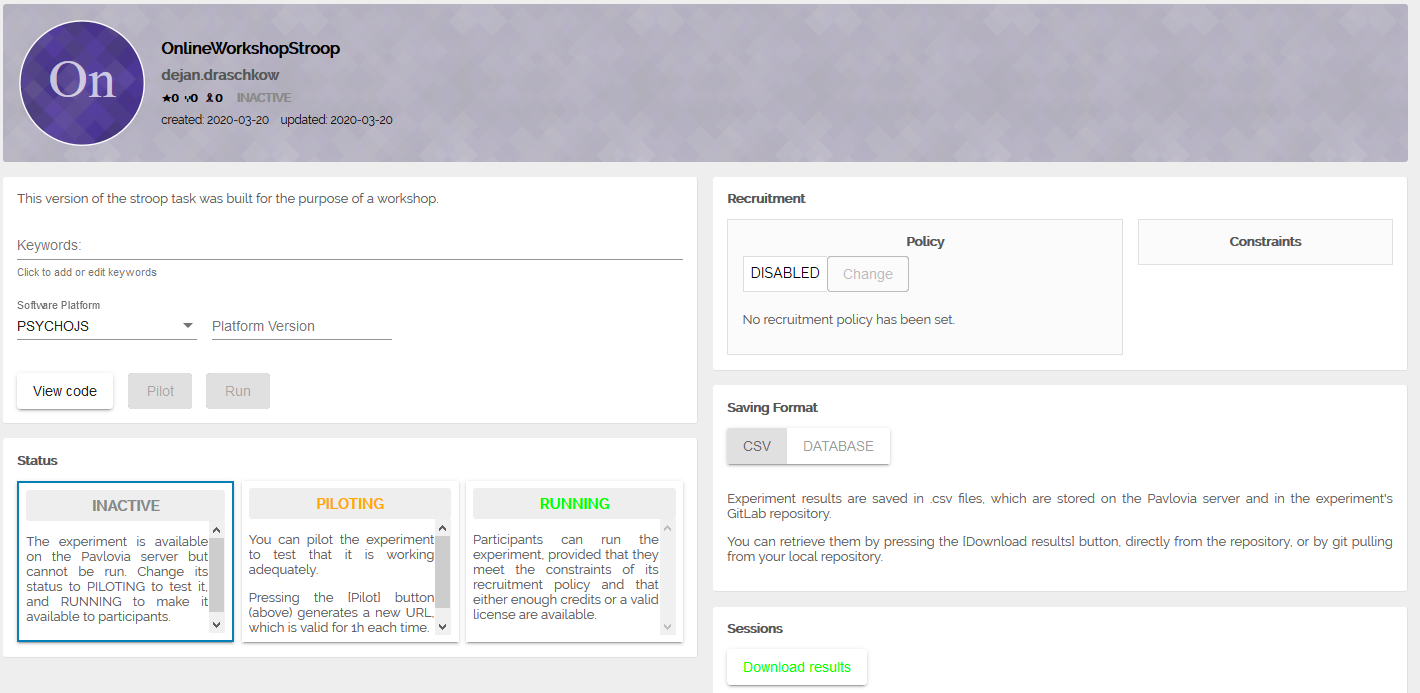 On
OnlineWorkshopStroop
dejan.draschkow
★0 ⑂0 0 INACTIVE
created: 2020-03-20 updated: 2020-03-20
This version of the stroop task was built for the purpose of a workshop.
Keywords:
Click to add or edit keywords
Software Platform
PSYCHOJS Platform Version
View code Pilot Run
Status
INACTIVE
The experiment is available
on the Pavlovia server but
cannot be run. Change its
status to PILOTING to test it,
and RUNNING to make it
available to participants.
PILOTING
You can pilot the experiment
to test that it is working
adequately.
Pressing the [Pilot] button
(above) generates a new URL,
which is valid for 1h each time.
RUNNING
Participants can run the
experiment, provided that they
meet the constraints of its
recruitment policy and that
either enough credits or a valid
license are available.
Recruitment
Policy
DISABLED Change
No recruitment policy has been set.
Constraints
Saving Format
CSV DATABASE
Experiment results are saved in .csv files, which are stored on the Pavlovia server and in the experiment's
GitLab repository.
You can retrieve them by pressing the [Download results] button, directly from the repository, or by git pulling
from your local repository.
Sessions
Download results